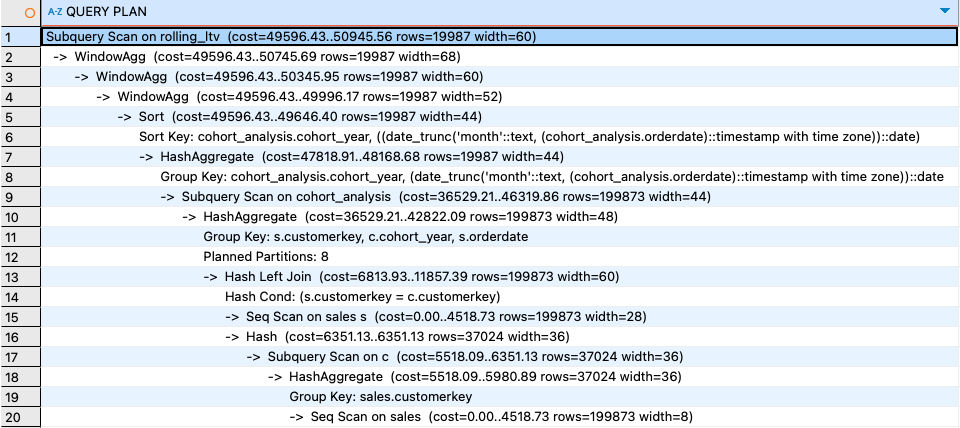 A-Z QUERY PLAN
1 Subquery Scan on rolling_ltv (cost=49596.43..50945.56 rows=19987 width=60)
2 -> WindowAgg (cost=49596.43..50745.69 rows=19987 width=68)
3 -> WindowAgg (cost=49596.43..50345.95 rows=19987 width=60)
4 -> WindowAgg (cost=49596.43..49996.17 rows=19987 width=52)
5 -> Sort (cost=49596.43..49646.40 rows=19987 width=44)
6 Sort Key: cohort_analysis.cohort_year, ((date_trunc('month'::text, (cohort_analysis.orderdate)::timestamp with time zone))::date)
7 -> HashAggregate (cost=47818.91..48168.68 rows=19987 width=44)
8 Group Key: cohort_analysis.cohort_year, (date_trunc('month'::text, (cohort_analysis.orderdate)::timestamp with time zone))::date
9 -> Subquery Scan on cohort_analysis (cost=36529.21..46319.86 rows=199873 width=44)
10 -> HashAggregate (cost=36529.21..42822.09 rows=199873 width=48)
11 Group Key: s.customerkey, c.cohort_year, s.orderdate
12 Planned Partitions: 8
13 -> Hash Left Join (cost=6813.93..11857.39 rows=199873 width=60)
14 Hash Cond: (s.customerkey = c.customerkey)
15 -> Seq Scan on sales s (cost=0.00..4518.73 rows=199873 width=28)
16 -> Hash (cost=6351.13..6351.13 rows=37024 width=36)
17 -> Subquery Scan on c (cost=5518.09..6351.13 rows=37024 width=36)
18 -> HashAggregate (cost=5518.09..5980.89 rows=37024 width=36)
19 Group Key: sales.customerkey
20 -> Seq Scan on sales (cost=0.00..4518.73 rows=199873 width=8)